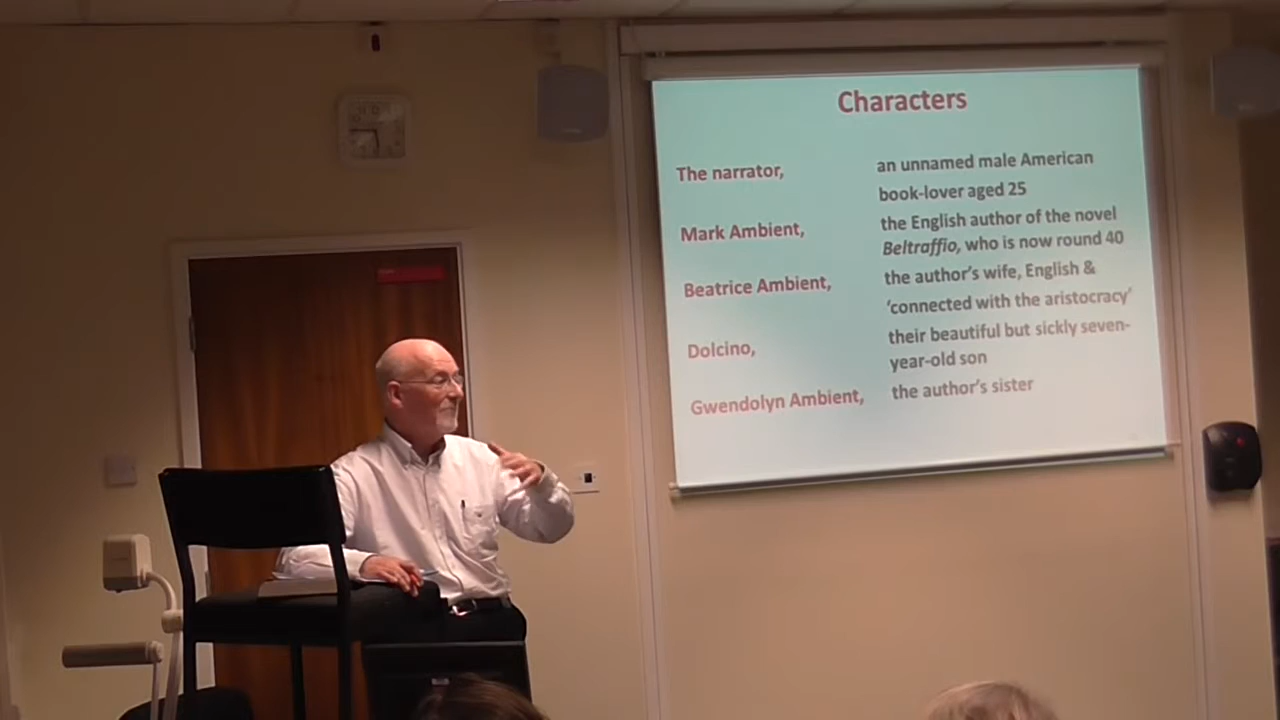 Characters
The narrator, an unnamed male American
book-lover aged 25
Mark Ambient, the English author of the novel
Beltraffio, who is now round 40
Beatrice Ambient, the author's wife, English &
'connected with the aristocracy'
Dolcino, their beautiful but sickly seven-
year-old son
Gwendolyn Ambient, the author's sister